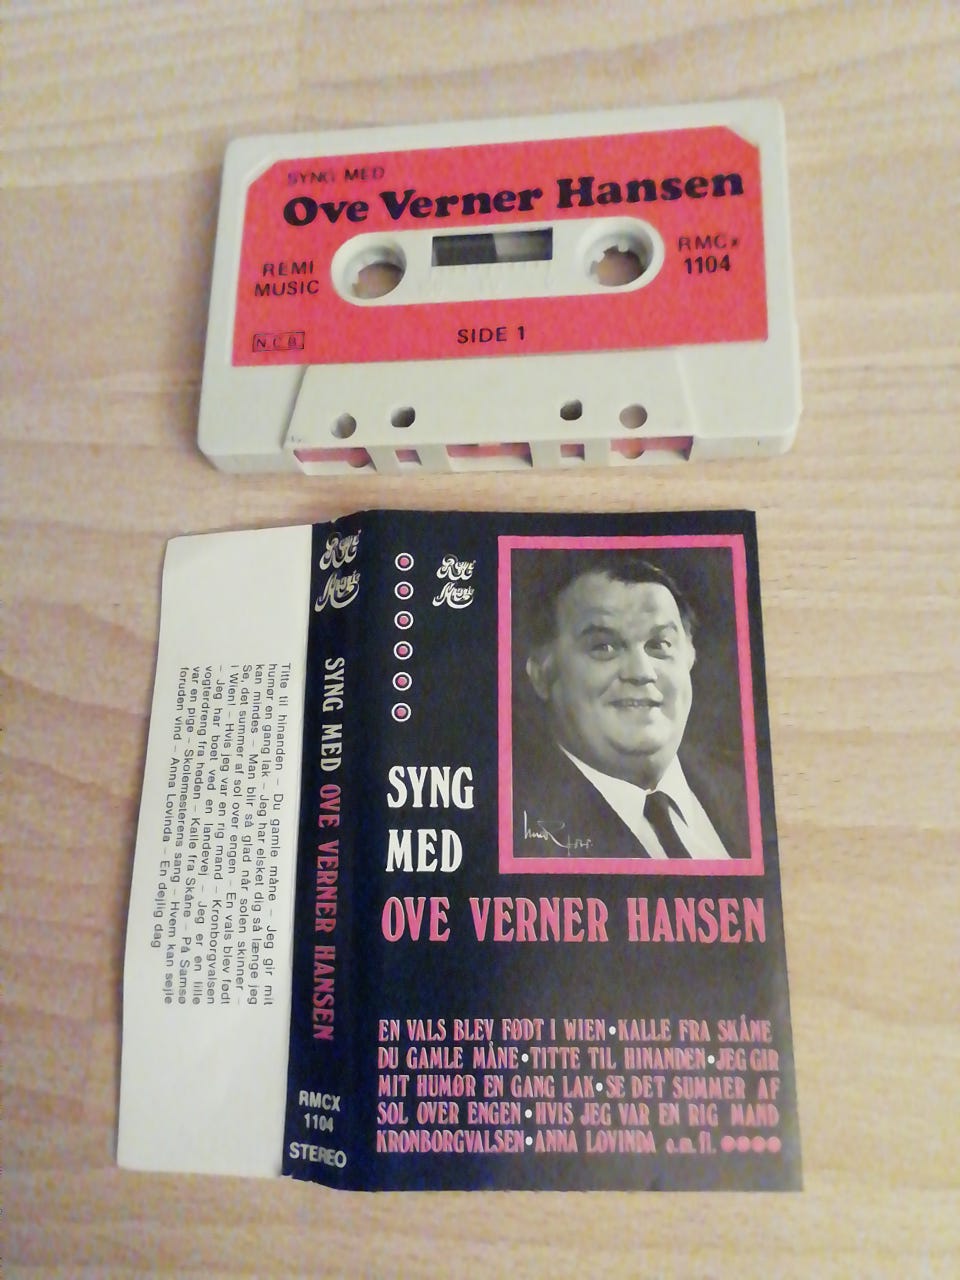 SYNG MED
Ove Verner Hansen
REMI
MUSIC
RMCx
1104
N.C.B.
SIDE 1
Titte til hinanden – Du gamle måne – Jeg gir mit
humør en gang lak – Jeg har elsket dig så længe jeg
kan mindes – Man blir så glad når solen skinner –
Se, det summer af sol over engen – En vals blev født
i Wien! – Hvis jeg var en rig mand – Kronborgvalsen
– Jeg har boet ved en landevej – Jeg er en lille
vogterdreng fra heden – Kalle fra Skåne – På Samsø
var en pige – Skolemesterens sang – Hvem kan sejle
foruden vind – Anna Lovinda – En dejlig dag
Remi
Music
SYNG MED OVE VERNER HANSEN
RMCX
1104
STEREO
Remi
Music
SYNG
MED
OVE VERNER HANSEN
EN VALS BLEV FØDT I WIEN•KALLE FRA SKÅNE
DU GAMLE MÅNE•TITTE TIL HINANDEN•JEG GIR
MIT HUMØR EN GANG LAK•SE DET SUMMER AF
SOL OVER ENGEN•HVIS JEG VAR EN RIG MAND
KRONBORGVALSEN•ANNA LOVINDA o.m.fl.